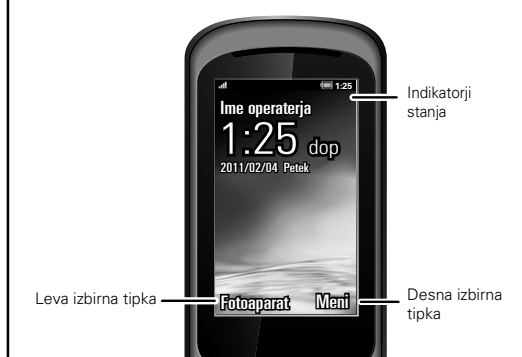 1:25
Ime operaterja
1:25 dop
2011/02/04 Petek
Fotoaparat Meni
Indikatorji
stanja
Leva izbirna tipka
Desna izbirna
tipka